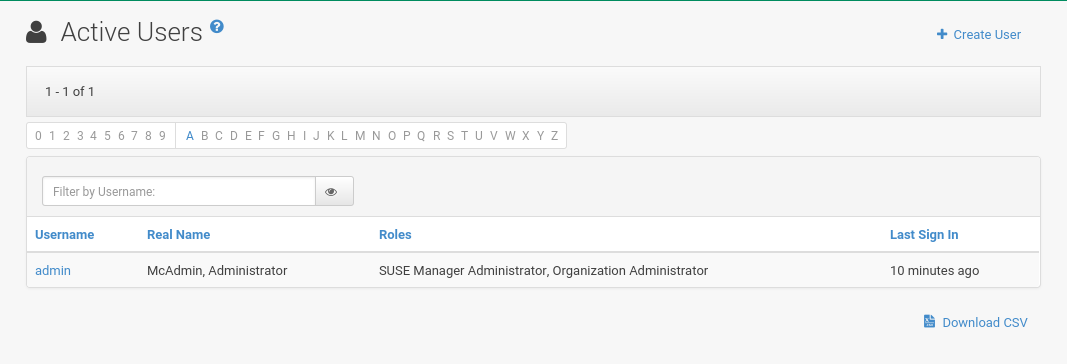 Active Users ?
Create User
1 - 1 of 1
0 1 2 3 4 5 6 7 8 9 A B C D E F G H I J K L M N O P Q R S T U V W X Y Z
Filter by Username:
Username Real Name Roles Last Sign In
admin McAdmin, Administrator SUSE Manager Administrator, Organization Administrator 10 minutes ago
Download CSV